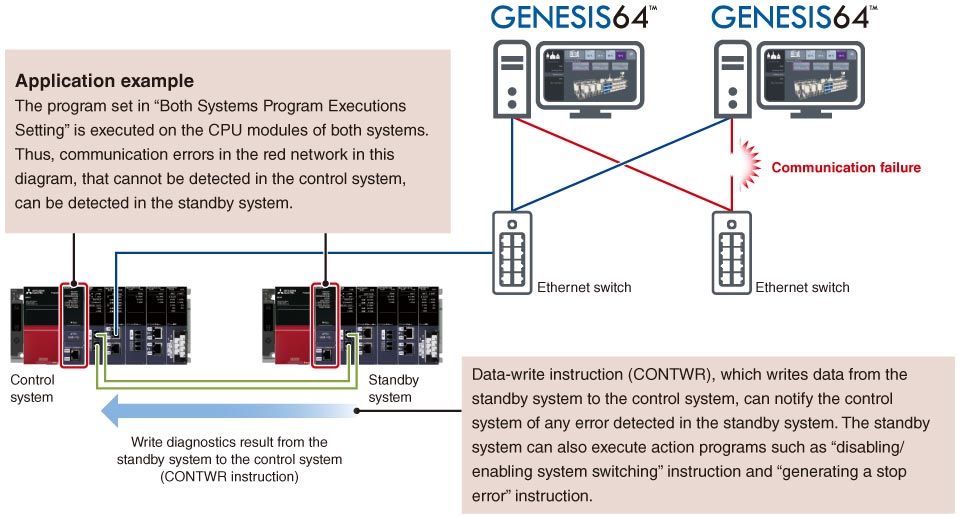 GENESIS64™
GENESIS64™
Application example
The program set in “Both Systems Program Executions
Setting” is executed on the CPU modules of both systems.
Thus, communication errors in the red network in this
diagram, that cannot be detected in the control system,
can be detected in the standby system.
Communication failure
Ethernet switch
Ethernet switch
Control
system
Standby
system
Write diagnostics result from the
standby system to the control system
(CONTWR instruction)
Data-write instruction (CONTWR), which writes data from the
standby system to the control system, can notify the control
system of any error detected in the standby system. The standby
system can also execute action programs such as “disabling/
enabling system switching” instruction and “generating a stop
error” instruction.